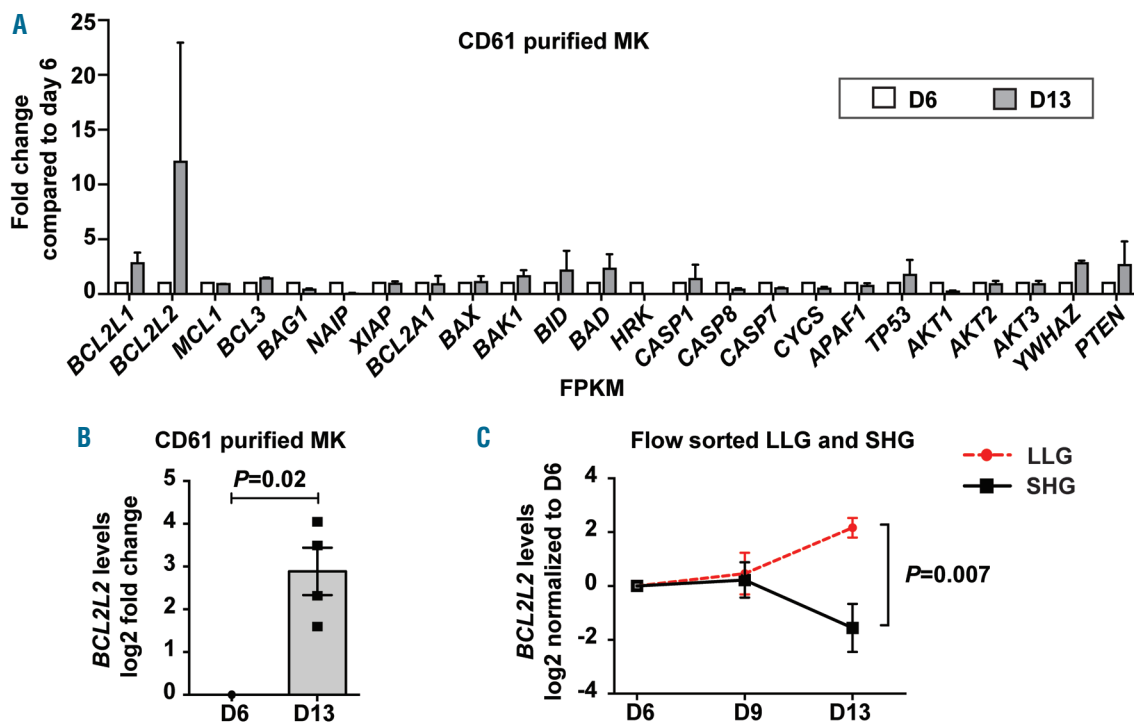 A
CD61 purified MK
D6 D13
Fold change
compared to day 6
25
20
15
10
5
0
BCL2L1 BCL2L2 MCL1 BCL3 BAG1 NAIP XIAP BCL2A1 BAX BAK1 BID BAD HRK CASP1 CASP8 CASP7 CYCS APAF1 TP53 AKT1 AKT2 AKT3 YWHAZ PTEN
FPKM
B
CD61 purified MK
P=0.02
BCL2L2 levels
log2 fold change
5
4
3
2
1
0
D6 D13
C
Flow sorted LLG and SHG
LLG
SHG
BCL2L2 levels
log2 normalized to D6
4
2
0
-2
-4
P=0.007
D6 D9 D13